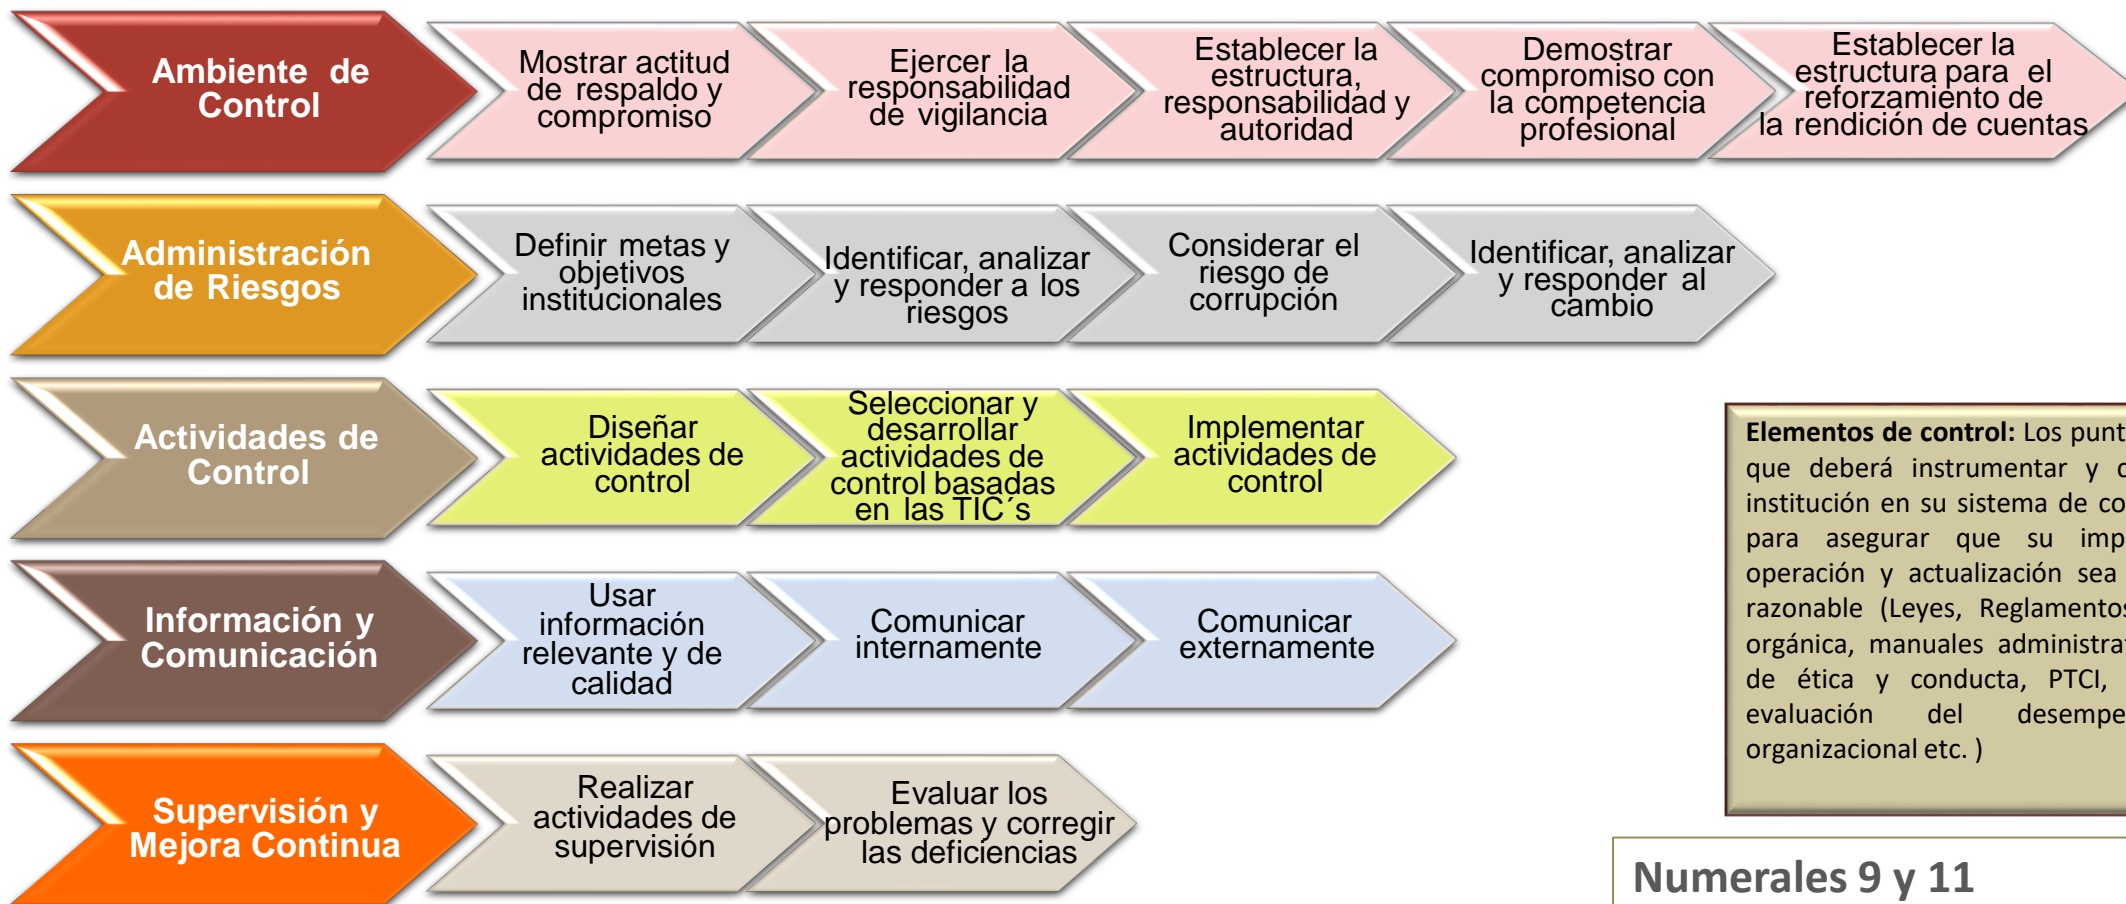 Ambiente de
Control
Mostrar actitud
de respaldo y
compromiso
Ejercer la
responsabilidad
de vigilancia
Establecer la
estructura,
responsabilidad y
autoridad
Demostrar
compromiso con
la competencia
profesional
Establecer la
estructura para el
reforzamiento de
la rendición de cuentas
Administración
de Riesgos
Definir metas y
objetivos
institucionales
Identificar, analizar
y responder a los
riesgos
Considerar el
riesgo de
corrupción
Identificar, analizar
y responder al
cambio
Actividades de
Control
Diseñar
actividades de
control
Seleccionar y
desarrollar
actividades de
control basadas
en las TIC´s
Implementar
actividades de
control
Información y
Comunicación
Usar
información
relevante y de
calidad
Comunicar
internamente
Comunicar
externamente
Supervisión y
Mejora Continua
Realizar
actividades de
supervisión
Evaluar los
problemas y corregir
las deficiencias
Elementos de control: Los
que deberá instrumentar y
institución en su sistema de
para asegurar que su
operación y actualización sea
razonable (Leyes, Reglamentos
orgánica, manuales
de ética y conducta, PTCI,
evaluación del
organizacional etc. )
Numerales 9 y 11